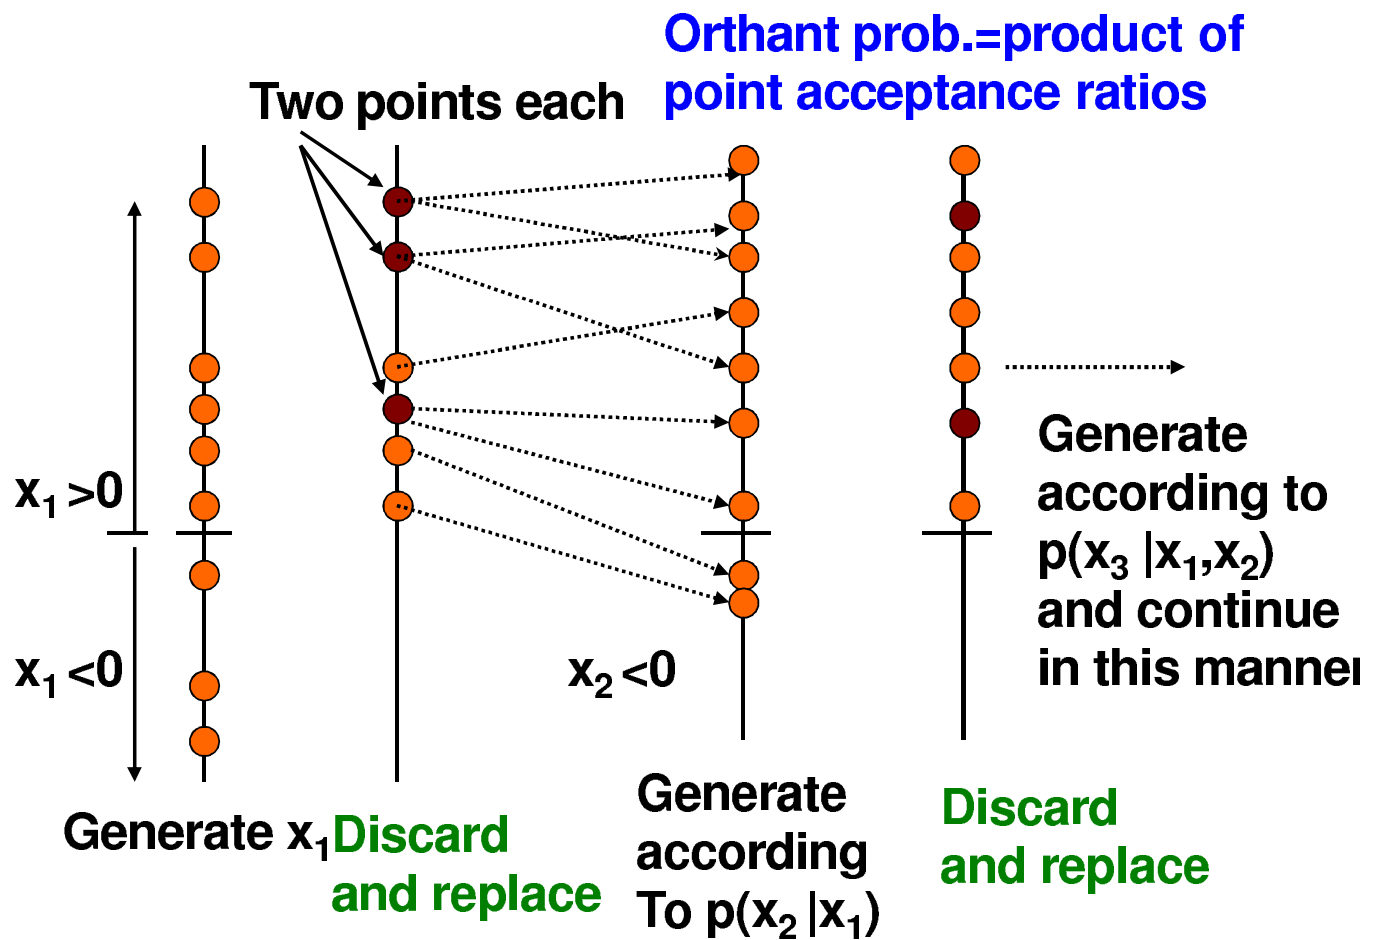 Orthant prob.=product of
point acceptance ratios
Two points each
x₁ >0
x₁ <0
x₂ <0
Generate x₁
Discard
and replace
Generate
according
To p(x₂ |x₁)
Discard
and replace
Generate
according to
p(x₃ |x₁,x₂)
and continue
in this manner